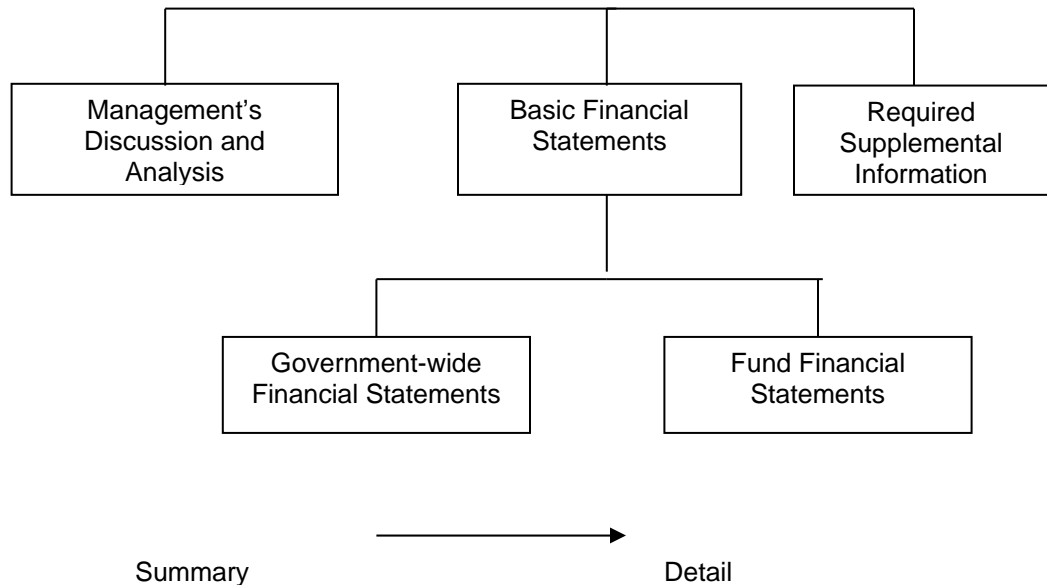 Management's
Discussion and
Analysis
Basic Financial
Statements
Required
Supplemental
Information
Government-wide
Financial Statements
Fund Financial
Statements
Summary
Detail